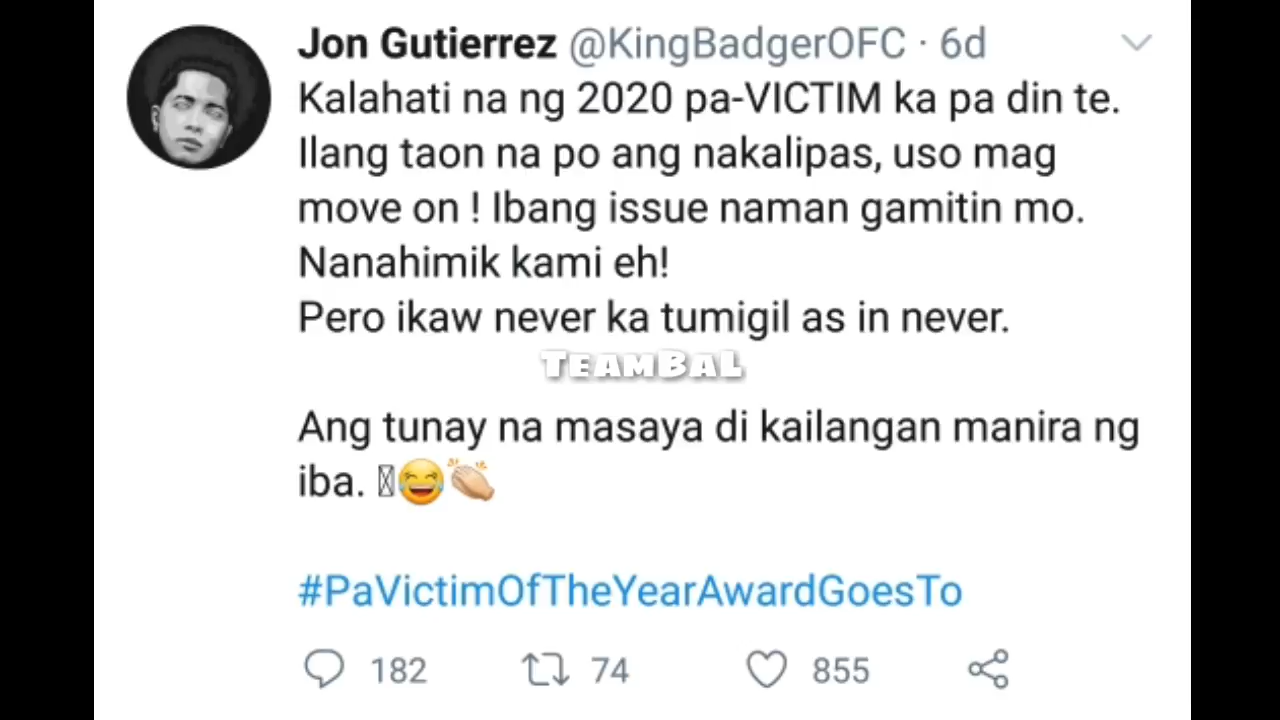 Jon Gutierrez @KingBadgerOFC · 6d
Kalahati na ng 2020 pa-VICTIM ka pa din te.
Ilang taon na po ang nakalipas, uso mag
move on ! Ibang issue naman gamitin mo.
Nanahimik kami eh!
Pero ikaw never ka tumigil as in never.
TEAMBAL
Ang tunay na masaya di kailangan manira ng
iba. 😂👏🏻
#PaVictimOfTheYearAwardGoesTo
182 74 855